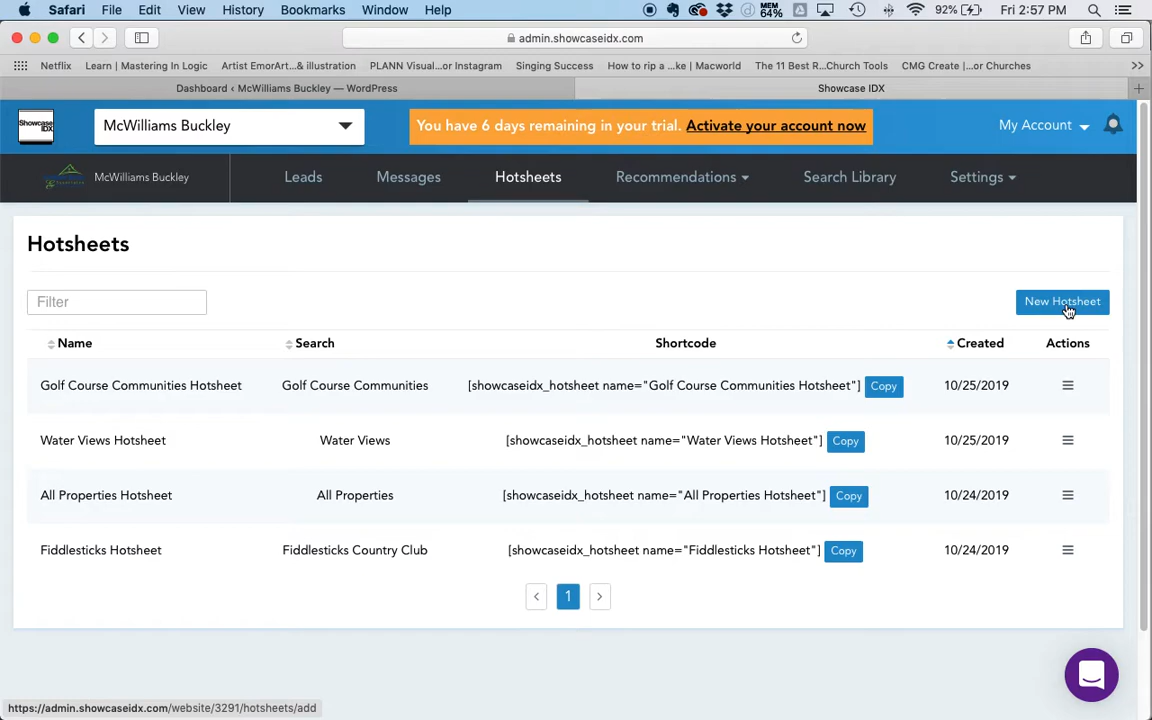 Safari File Edit View History Bookmarks Window Help MEM 64% 92% Fri 2:57 PM
admin.showcaseidx.com
Netflix Learn | Mastering In Logic Artist EmorArt...& illustration PLANN Visual...or Instagram Singing Success How to rip a ...ke | Macworld The 11 Best R...Church Tools CMG Create |...or Churches >>
Dashboard ‹ McWilliams Buckley — WordPress Showcase IDX
Showcase IDX McWilliams Buckley You have 6 days remaining in your trial. Activate your account now My Account
McWilliams Buckley Leads Messages Hotsheets Recommendations Search Library Settings
Hotsheets
Filter New Hotsheet
Name Search Shortcode Created Actions
Golf Course Communities Hotsheet Golf Course Communities [showcaseidx_hotsheet name="Golf Course Communities Hotsheet"] Copy 10/25/2019
Water Views Hotsheet Water Views [showcaseidx_hotsheet name="Water Views Hotsheet"] Copy 10/25/2019
All Properties Hotsheet All Properties [showcaseidx_hotsheet name="All Properties Hotsheet"] Copy 10/24/2019
Fiddlesticks Hotsheet Fiddlesticks Country Club [showcaseidx_hotsheet name="Fiddlesticks Hotsheet"] Copy 10/24/2019
< 1 >
https://admin.showcaseidx.com/website/3291/hotsheets/add